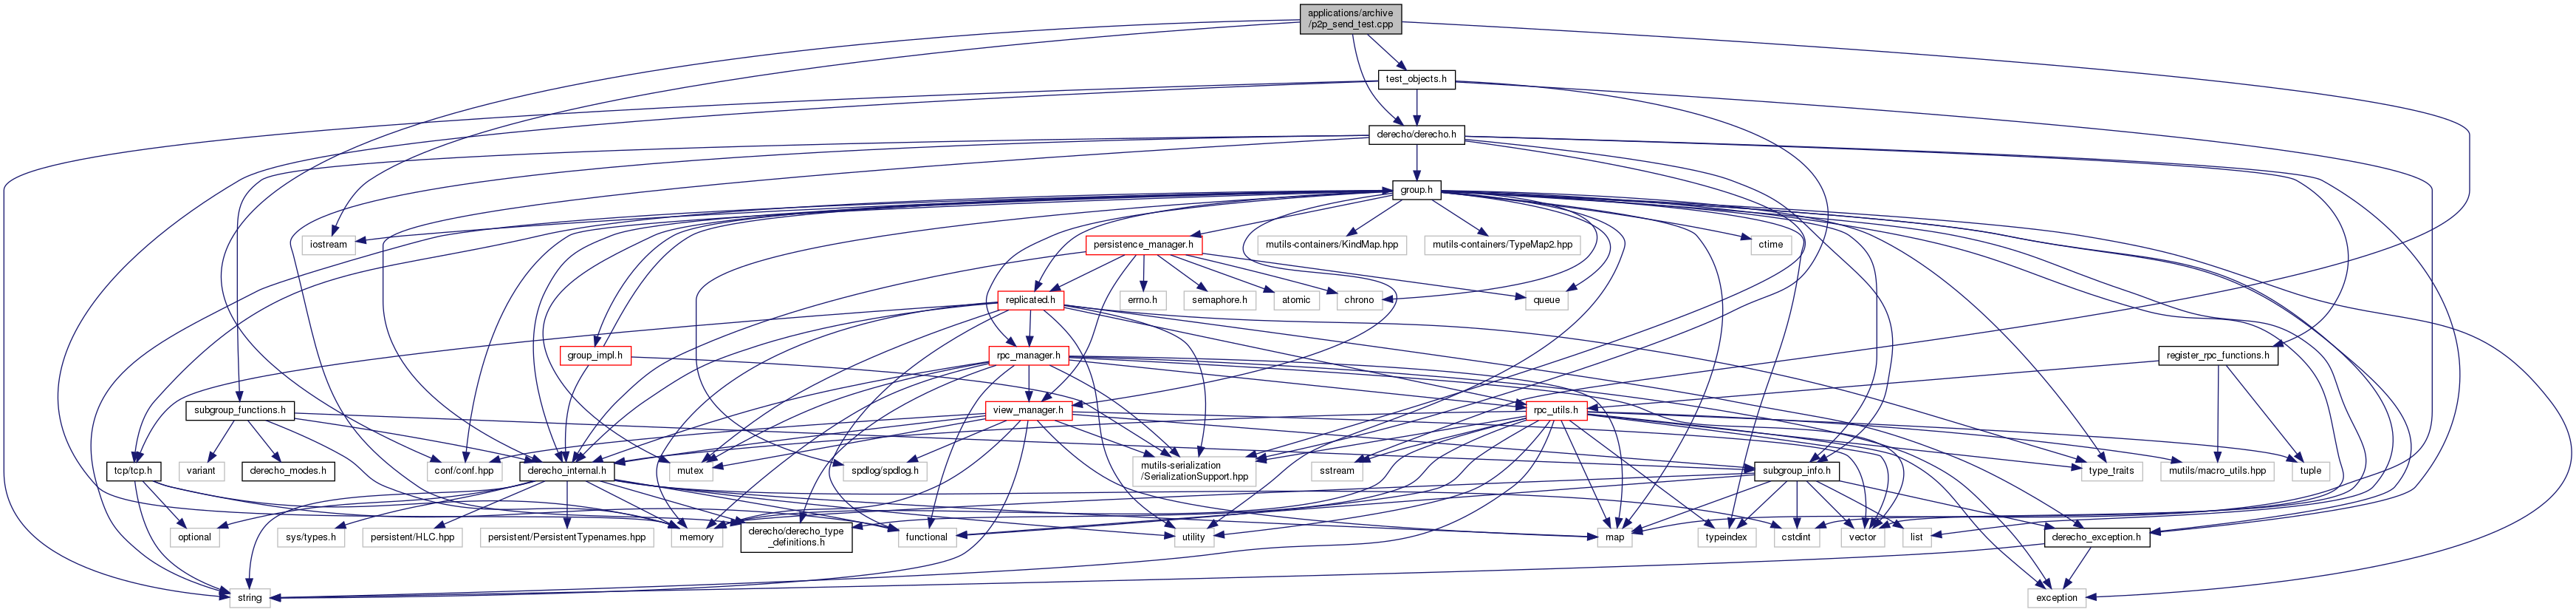 applications/archive
/p2p_send_test.cpp
test_objects.h
derecho/derecho.h
group.h
iostream
persistence_manager.h
mutils-containers/KindMap.hpp
mutils-containers/TypeMap2.hpp
ctime
replicated.h
errno.h
semaphore.h
atomic
chrono
queue
group_impl.h
rpc_manager.h
register_rpc_functions.h
subgroup_functions.h
view_manager.h
rpc_utils.h
tcp/tcp.h
variant
derecho_modes.h
conf/conf.hpp
derecho_internal.h
mutex
spdlog/spdlog.h
mutils-serialization
/SerializationSupport.hpp
sstream
subgroup_info.h
type_traits
mutils/macro_utils.hpp
tuple
optional
sys/types.h
persistent/HLC.hpp
persistent/PersistentTypenames.hpp
memory
derecho/derecho_type
_definitions.h
functional
utility
map
typeindex
cstdint
vector
list
derecho_exception.h
string
exception